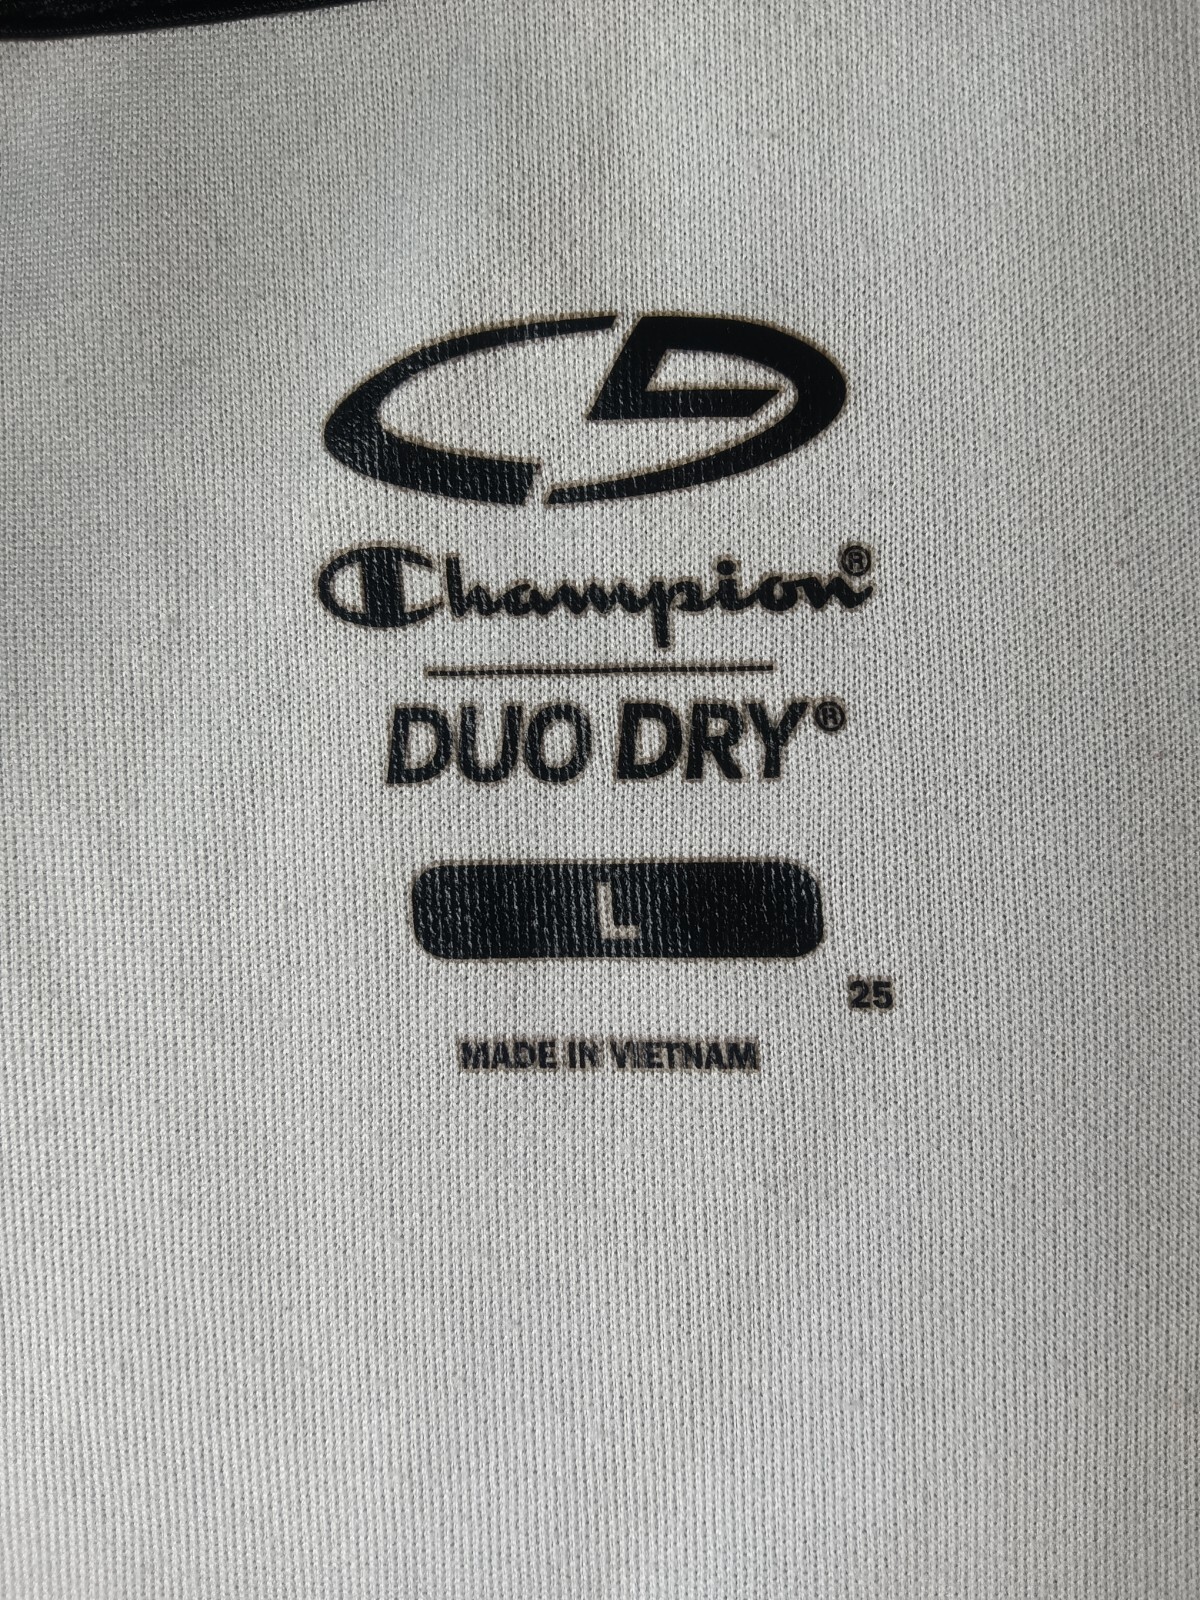 Champion®
DUO DRY®
L
25
MADE IN VIETNAM